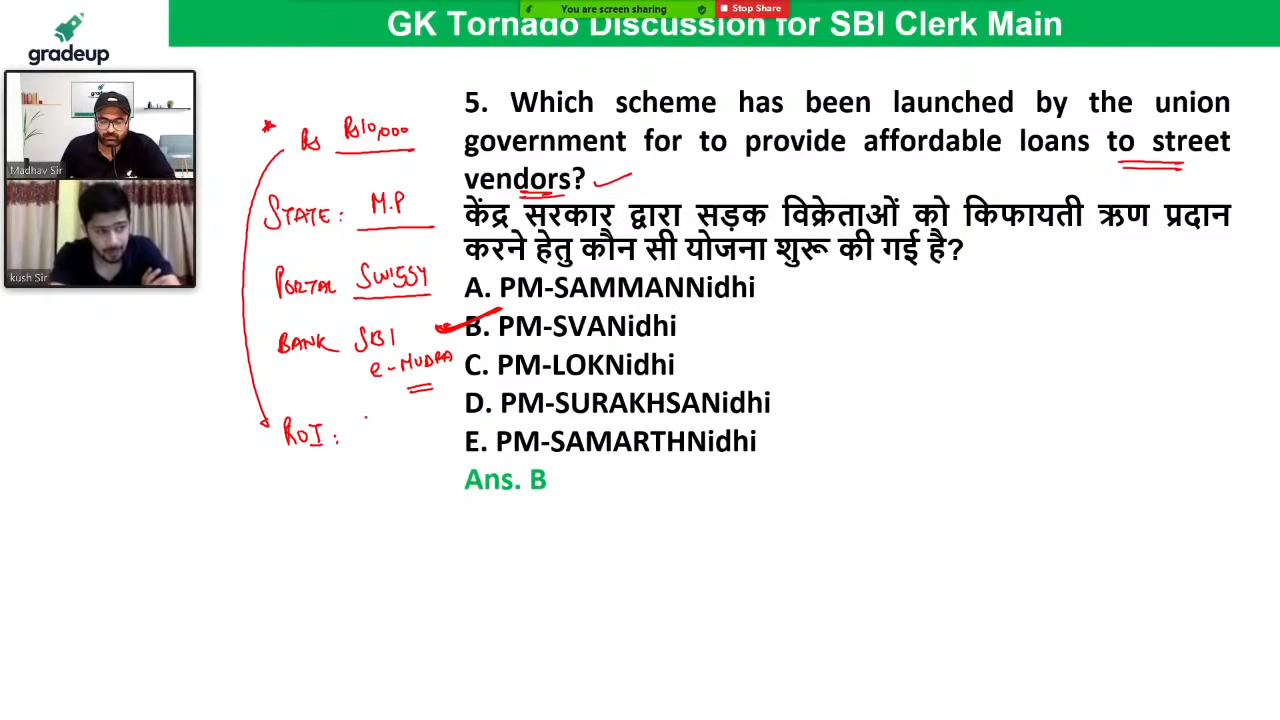 You are screen sharing
Stop Share
GK Tornado Discussion for SBI Clerk Main
gradeup
Madhav Sir
kush Sir
5. Which scheme has been launched by the union
government for to provide affordable loans to street
vendors?
केंद्र सरकार द्वारा सड़क विक्रेताओं को किफायती ऋण प्रदान
करने हेतु कौन सी योजना शुरू की गई है?
A. PM-SAMMANNidhi
B. PM-SVANidhi
C. PM-LOKNidhi
D. PM-SURAKHSANidhi
E. PM-SAMARTHNidhi
Ans. B
Rs Rs10,000
STATE: M.P
PORTAL
BANK SBI
e-MUDRA
ROI: